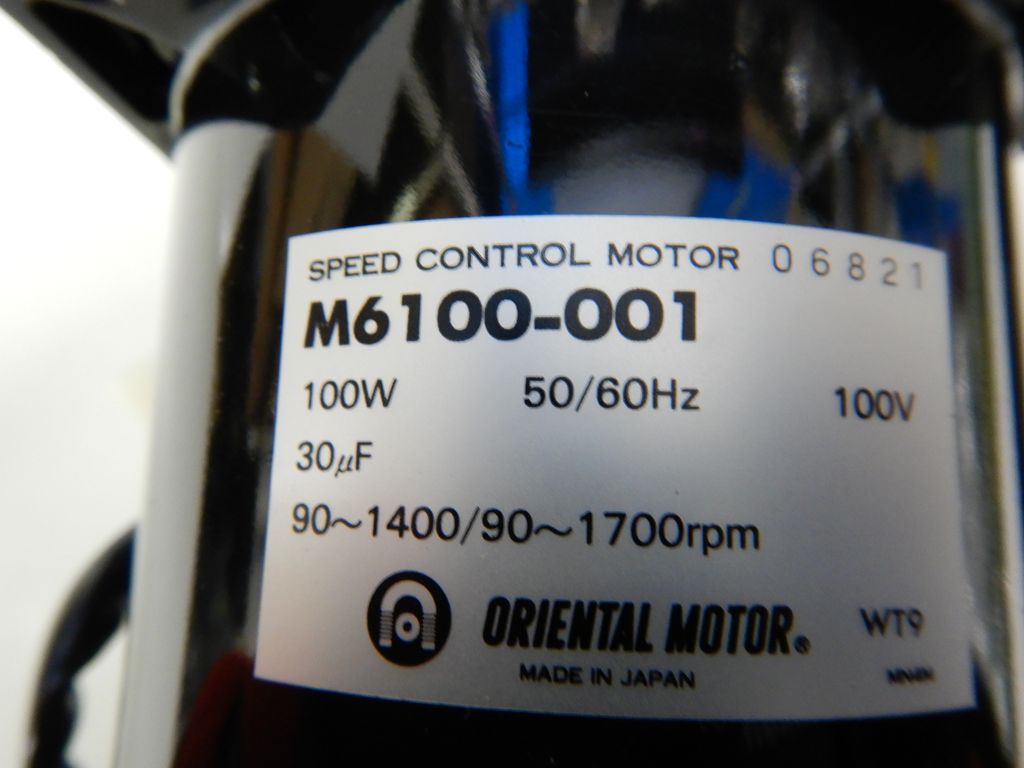 SPEED CONTROL MOTOR 06821
M6100-001
100W 50/60Hz 100V
30µF
90~1400/90~1700rpm
ORIENTAL MOTOR® WT9
MADE IN JAPAN